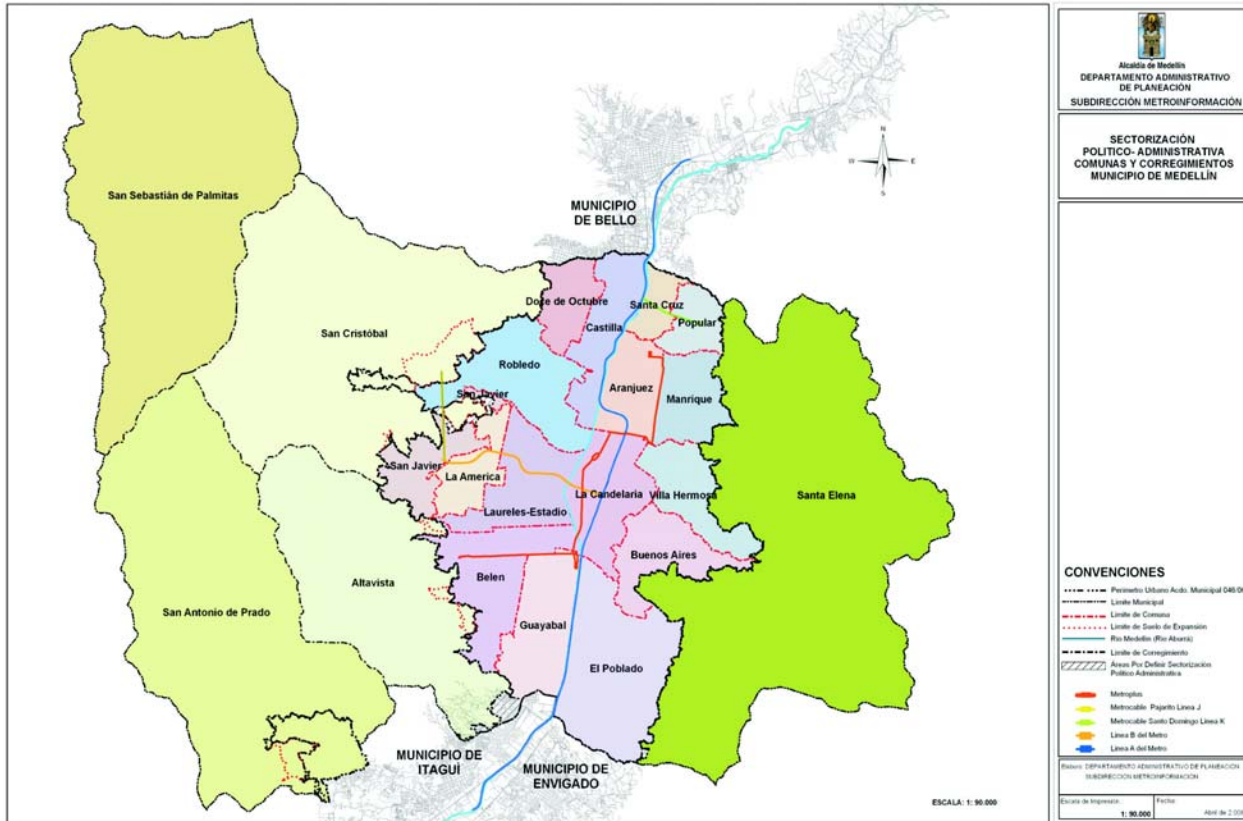 San Sebastián de Palmitas
MUNICIPIO
DE BELLO
N
W
E
S
San Cristóbal
Doce de Octubre
Castilla
Santa Cruz
Popular
Robledo
Aranjuez
Manrique
San Javier
San Javier
La America
La Candelaria
Villa Hermosa
Laureles-Estadio
Santa Elena
Buenos Aires
Altavista
Belen
San Antonio de Prado
Guayabal
El Poblado
MUNICIPIO DE
ITAGUÍ
MUNICIPIO DE
ENVIGADO
ESCALA: 1: 90.000
Alcaldía de Medellín
DEPARTAMENTO ADMINISTRATIVO
DE PLANEACIÓN
SUBDIRECCIÓN METROINFORMACIÓN
SECTORIZACIÓN
POLITICO- ADMINISTRATIVA
COMUNAS Y CORREGIMIENTOS
MUNICIPIO DE MEDELLÍN
CONVENCIONES
Perimetro Urbano Acdo. Municipal
Limite Municipal
Limite de Comuna
Limite de Suelo de Expansión
Rio Medellín (Rio Aburrá)
Limite de Corregimiento
Áreas Por Definir Sectorización
Politico Administrativa
Metroplus
Metrocable Pajarito Linea J
Metrocable Santo Domingo Linea K
Linea B del Metro
Linea A del Metro
DEPARTAMENTO ADMINISTRATIVO DE PLANEACIÓN
SUBDIRECCIÓN METROINFORMACIÓN
Escala de Impresión:
1: 90.000
Fecha:
Abril de